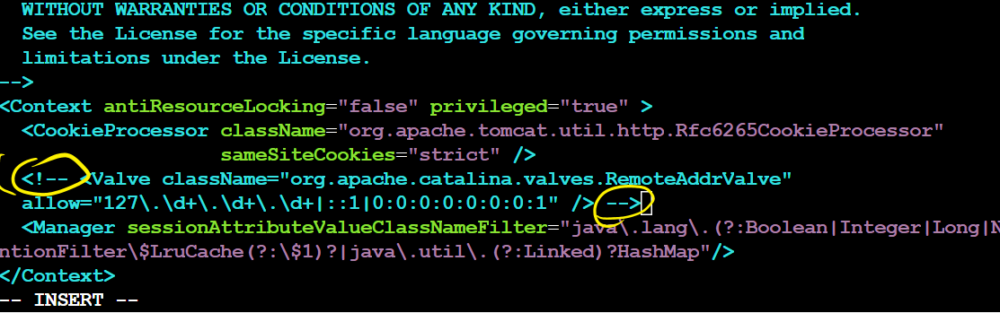 WITHOUT WARRANTIES OR CONDITIONS OF ANY KIND, either express or implied.
See the License for the specific language governing permissions and
limitations under the License.
-->
<Context antiResourceLocking="false" privileged="true" >
<CookieProcessor className="org.apache.tomcat.util.http.Rfc6265CookieProcessor"
sameSiteCookies="strict" />
<!-- <Valve className="org.apache.catalina.valves.RemoteAddrValve"
allow="127\.\d+\.\d+\.\d+|::1|0:0:0:0:0:0:0:1" /> -->
<Manager sessionAttributeValueClassNameFilter="java\.lang\.(?:Boolean|Integer|Long|N
ntionFilter\$LruCache(?:\$1)?|java\.util\.(?:Linked)?HashMap"/>
</Context>
-- INSERT --